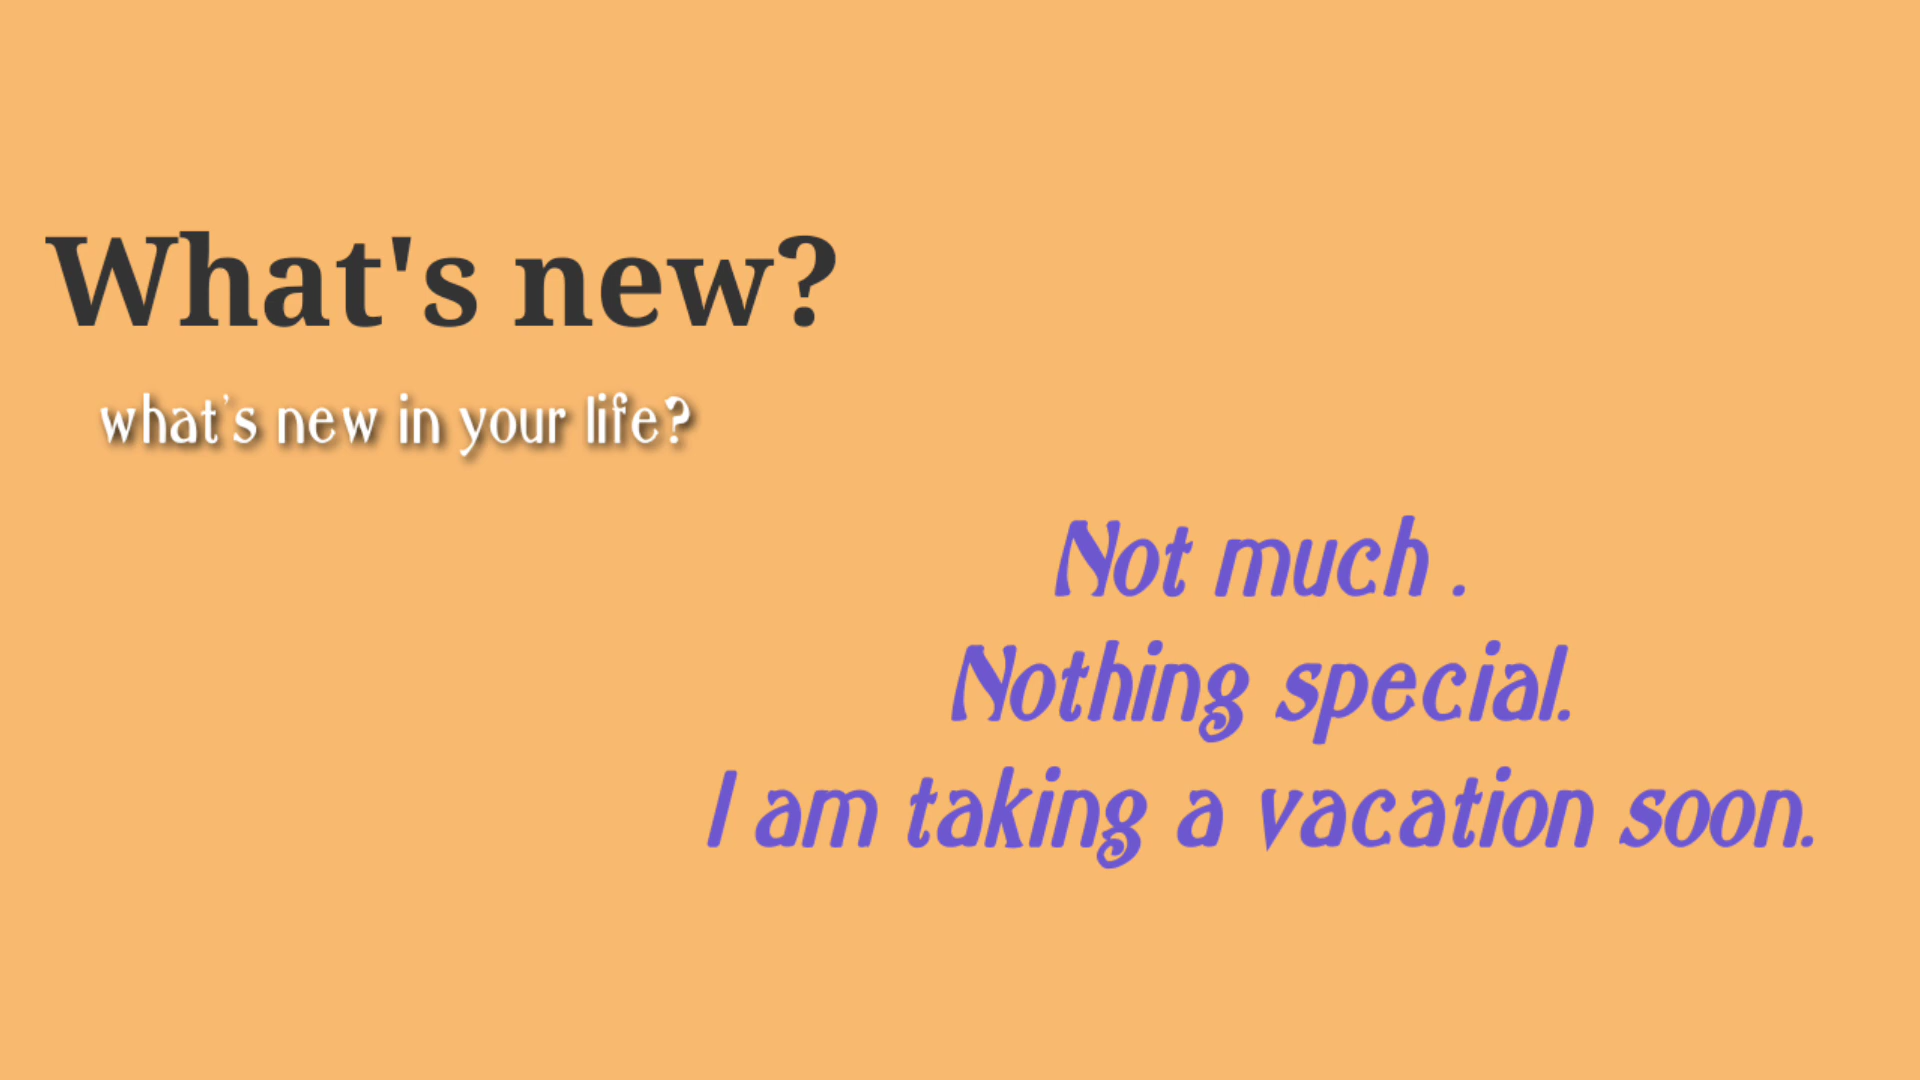 What's new?
what's new in your life?
Not much .
Nothing special.
I am taking a vacation soon.